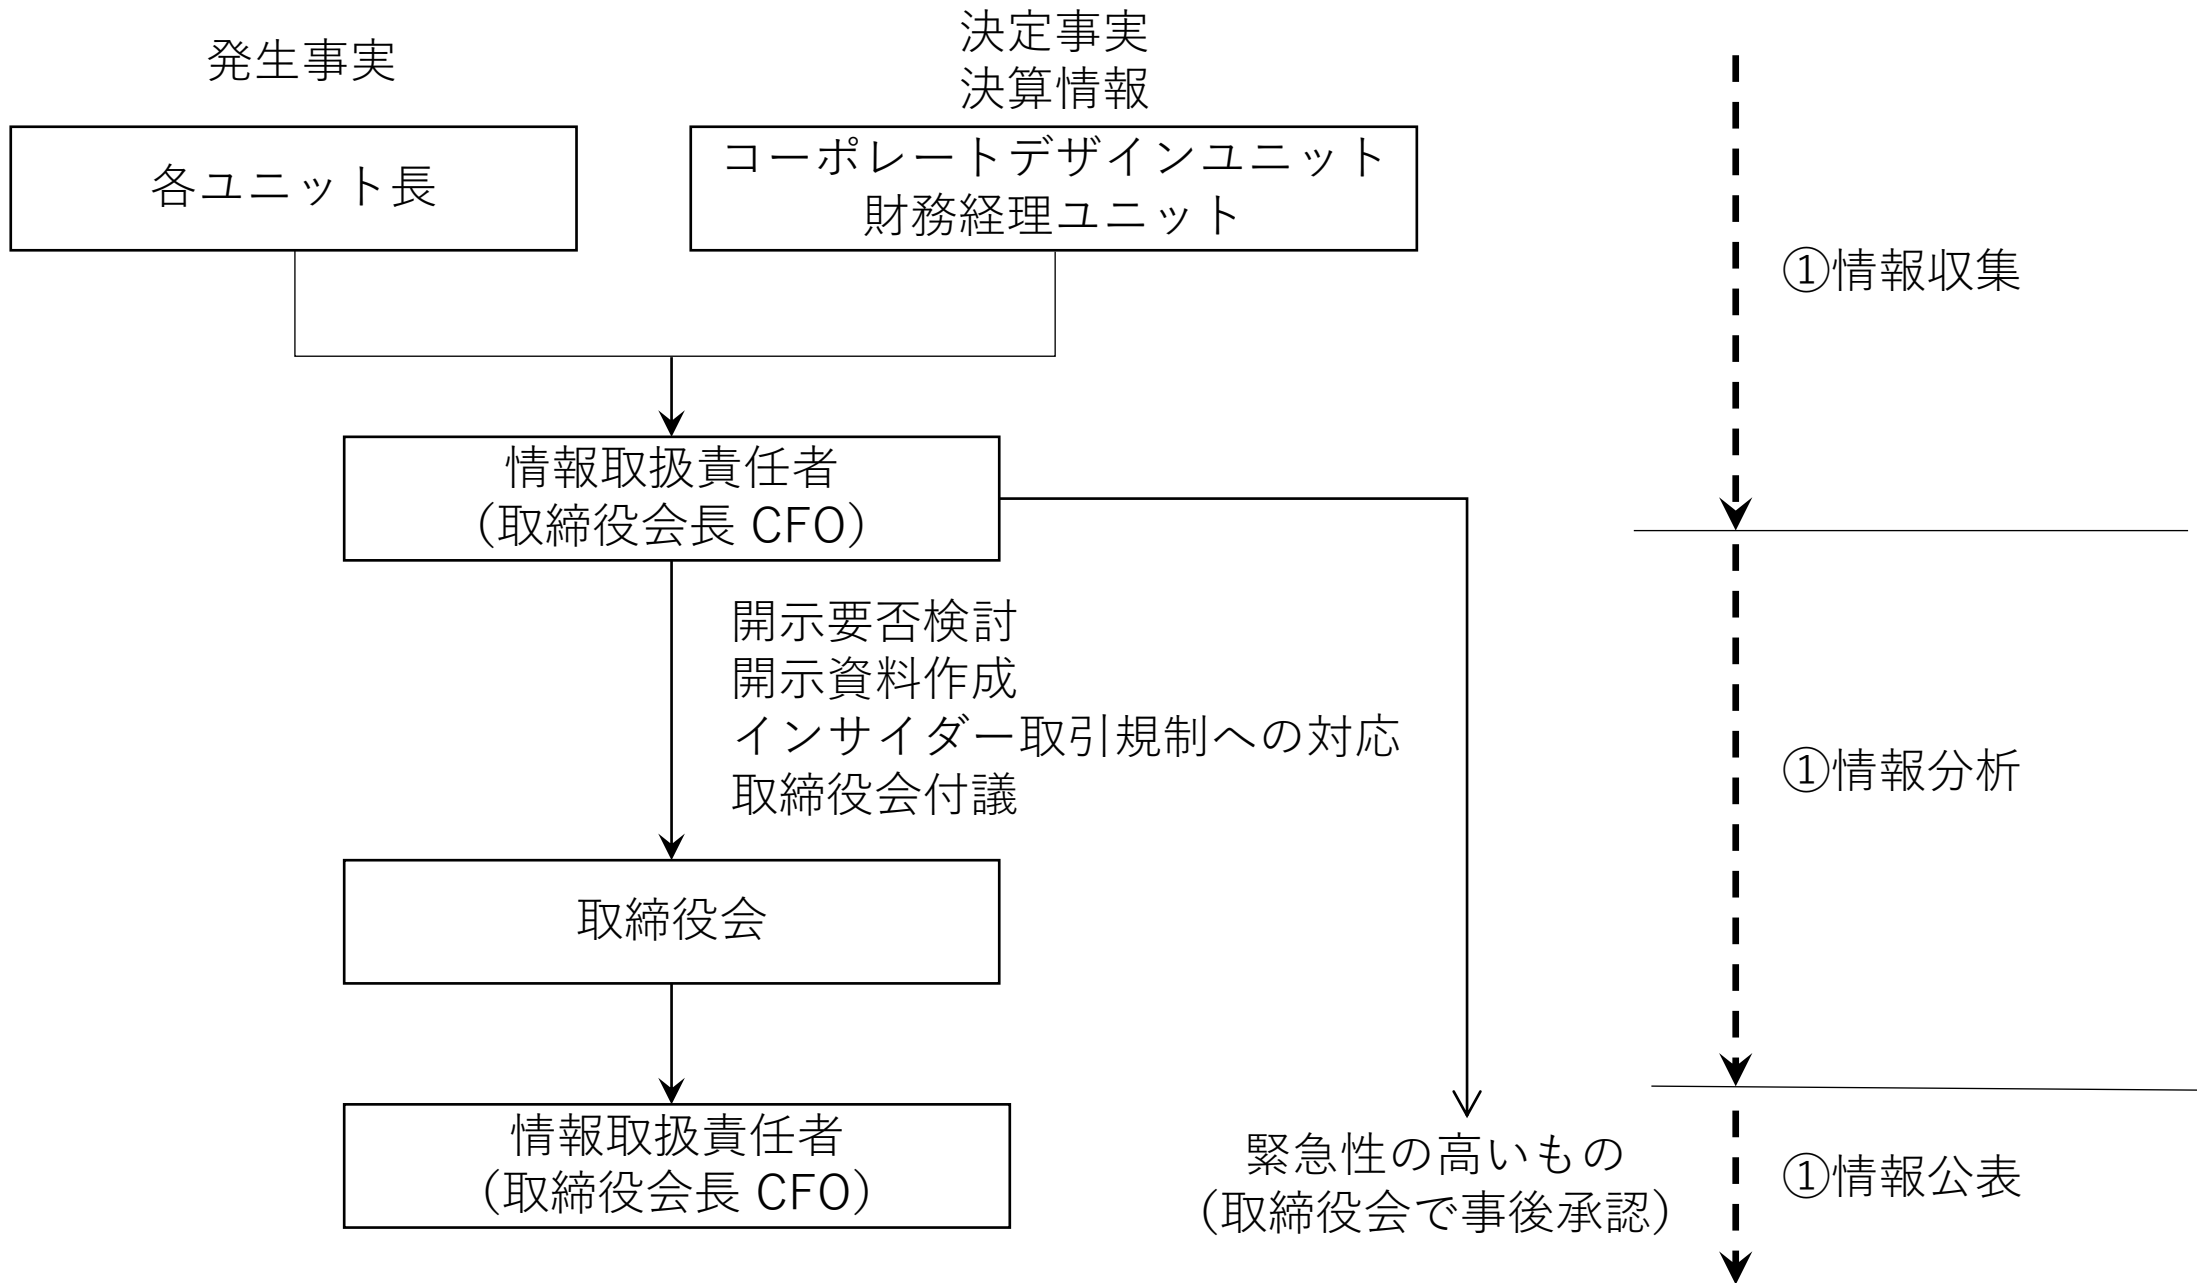 発生事実
決定事実
決算情報
各ユニット長
コーポレートデザインユニット
財務経理ユニット
①情報収集
情報取扱責任者
（取締役会長 CFO）
開示要否検討
開示資料作成
インサイダー取引規制への対応
取締役会付議
①情報分析
取締役会
情報取扱責任者
（取締役会長 CFO）
緊急性の高いもの
（取締役会で事後承認）
①情報公表